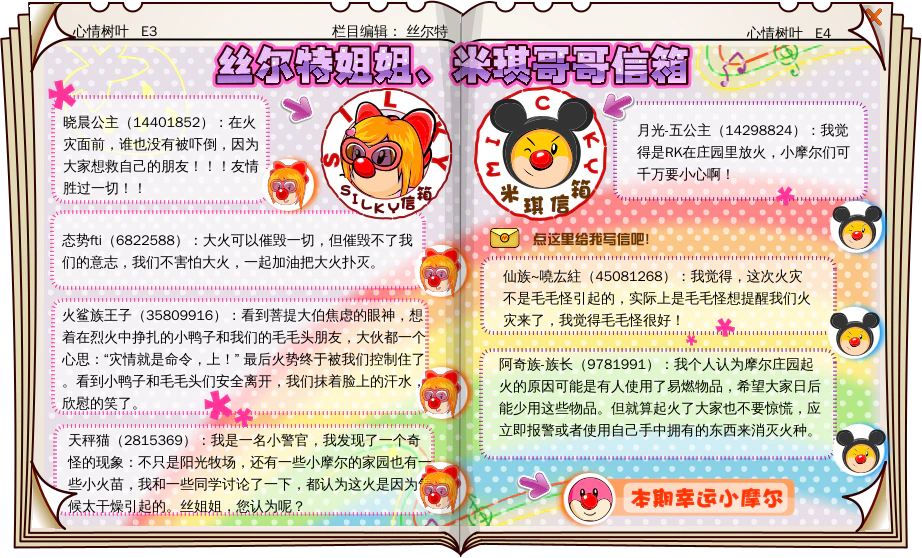 心情树叶 E3
栏目编辑： 丝尔特
丝尔特姐姐、米琪哥哥信箱
晓晨公主（14401852）：在火
灾面前，谁也没有被吓倒，因为
大家想救自己的朋友！！！友情
胜过一切！！
SILKY
SILKY信箱
态势fti（6822588）：大火可以催毁一切，但催毁不了我
们的意志，我们不害怕大火，一起加油把大火扑灭。
火鲨族王子（35809916）：看到菩提大伯焦虑的眼神，想
着在烈火中挣扎的小鸭子和我们的毛毛头朋友，大伙都一个
心思：“灾情就是命令，上！” 最后火势终于被我们控制住了
。看到小鸭子和毛毛头们安全离开，我们抹着脸上的汗水，
欣慰的笑了。
天秤猫（2815369）：我是一名小警官，我发现了一个奇
怪的现象：不只是阳光牧场，还有一些小摩尔的家园也有一
些小火苗，我和一些同学讨论了一下，都认为这火是因为气
候太干燥引起的。丝姐姐，您认为呢？
心情树叶 E4
MICKY
米琪信箱
月光-五公主（14298824）：我觉
得是RK在庄园里放火，小摩尔们可
千万要小心啊！
点这里给我写信吧!
仙族~嘵厷紸（45081268）：我觉得，这次火灾
不是毛毛怪引起的，实际上是毛毛怪想提醒我们火
灾来了，我觉得毛毛怪很好！
阿奇族-族长（9781991）：我个人认为摩尔庄园起
火的原因可能是有人使用了易燃物品，希望大家日后
能少用这些物品。但就算起火了大家也不要惊慌，应
立即报警或者使用自己手中拥有的东西来消灭火种。
本期幸运小摩尔